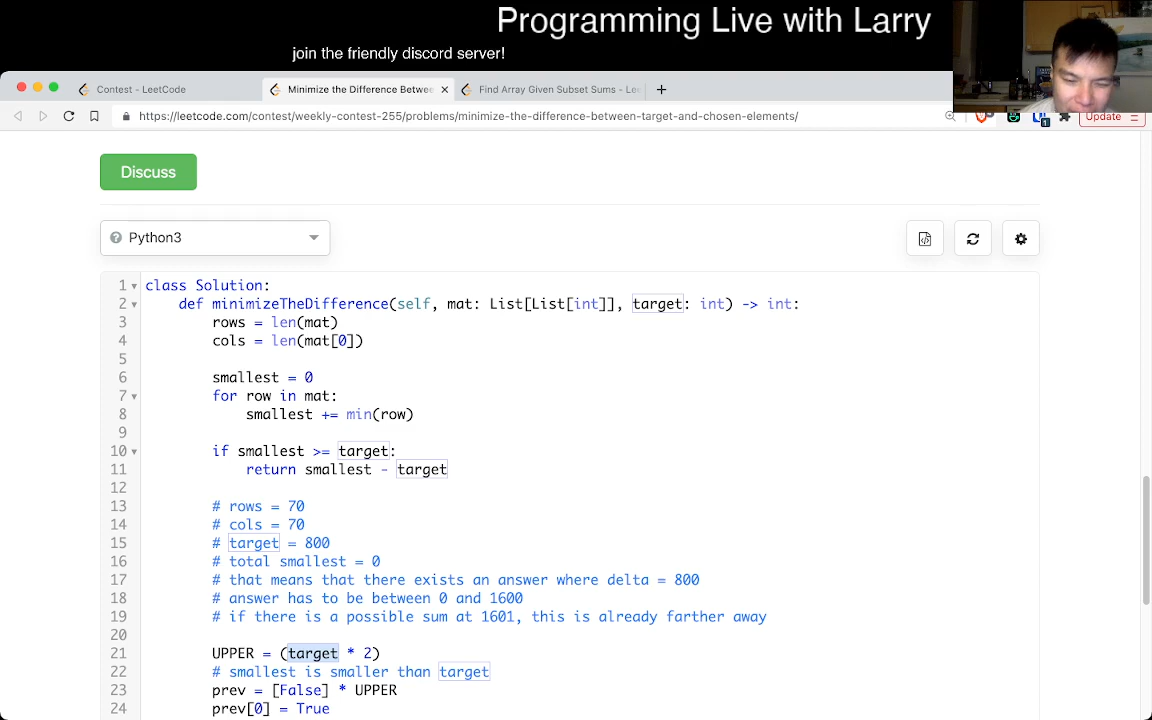 Programming Live with Larry
join the friendly discord server!
Contest - LeetCode
Minimize the Difference Betwee
Find Array Given Subset Sums - Le
https://leetcode.com/contest/weekly-contest-255/problems/minimize-the-difference-between-target-and-chosen-elements/
1
Update
Discuss
Python3
1 class Solution:
2 def minimizeTheDifference(self, mat: List[List[int]], target: int) -> int:
3 rows = len(mat)
4 cols = len(mat[0])
5
6 smallest = 0
7 for row in mat:
8 smallest += min(row)
9
10 if smallest >= target:
11 return smallest - target
12
13 # rows = 70
14 # cols = 70
15 # target = 800
16 # total smallest = 0
17 # that means that there exists an answer where delta = 800
18 # answer has to be between 0 and 1600
19 # if there is a possible sum at 1601, this is already farther away
20
21 UPPER = (target * 2)
22 # smallest is smaller than target
23 prev = [False] * UPPER
24 prev[0] = True